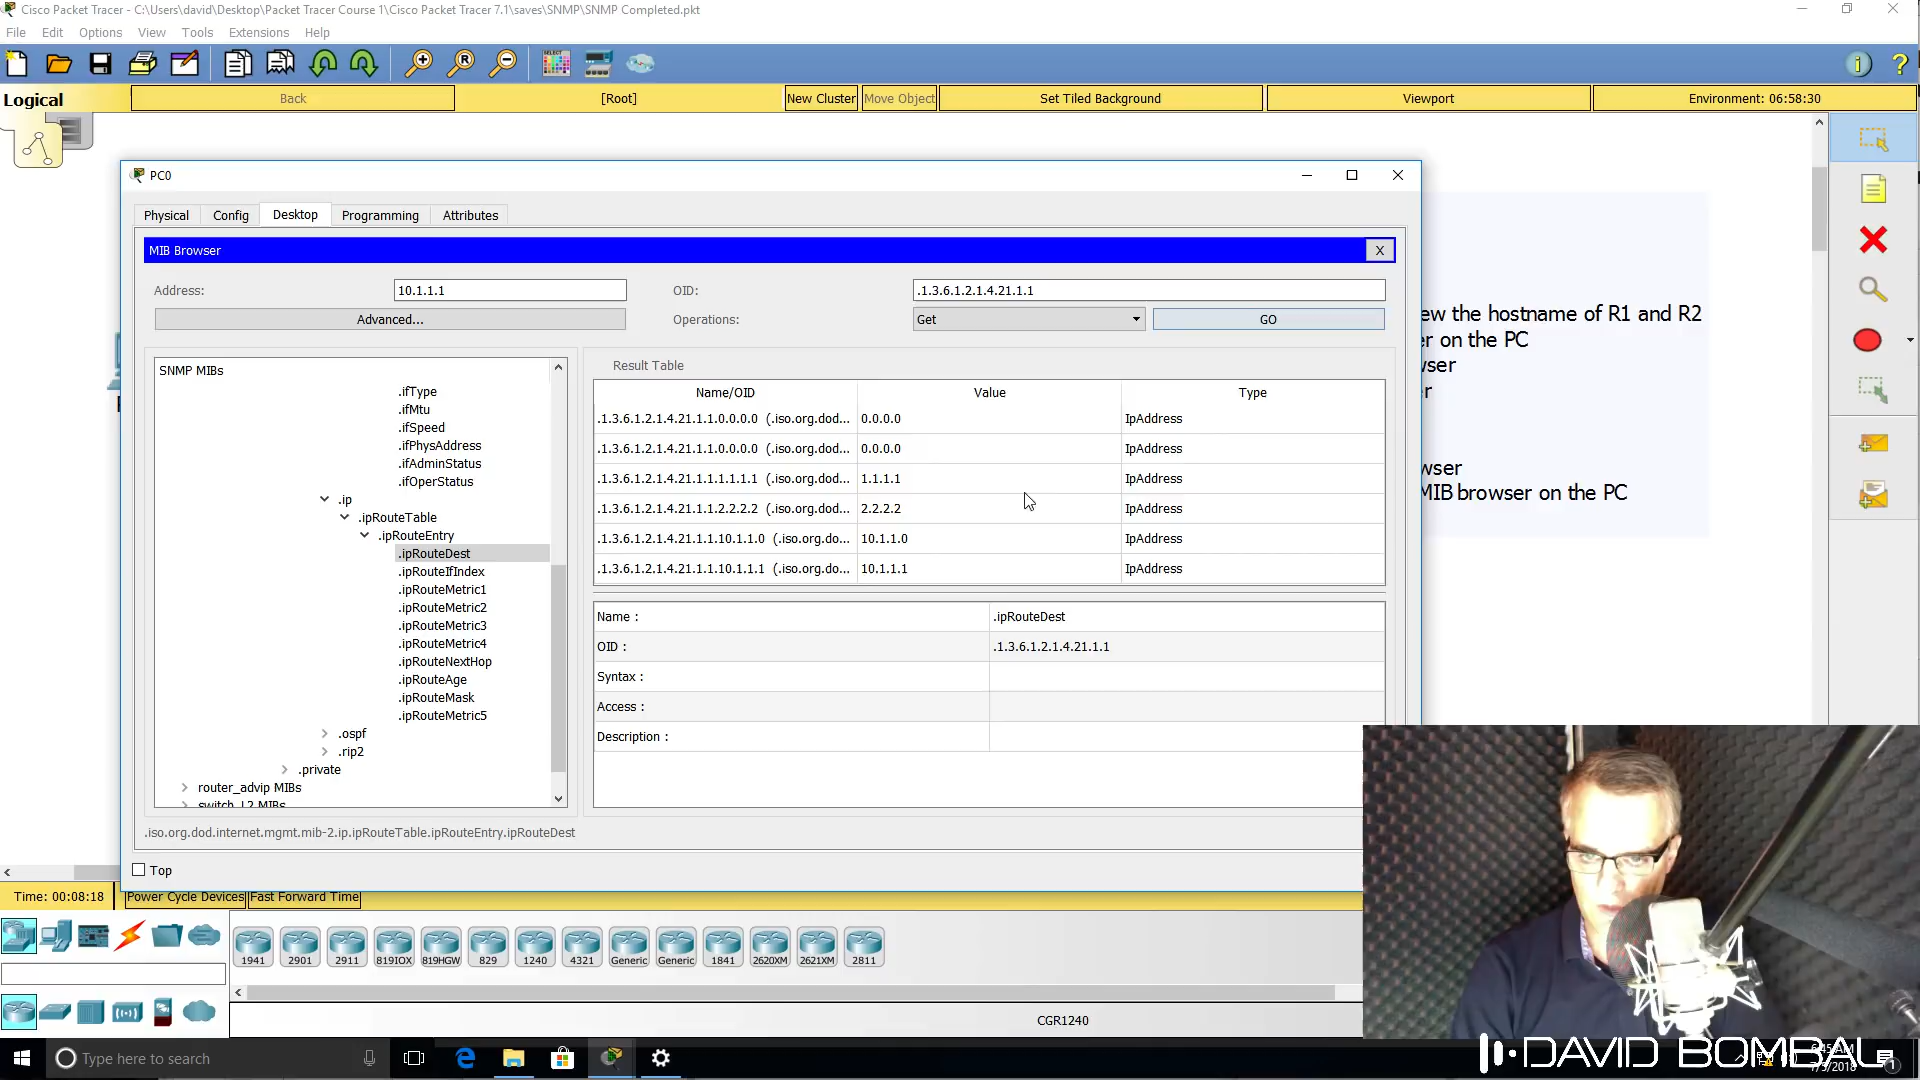 Cisco Packet Tracer - C:\Users\david\Desktop\Packet Tracer Course 1\Cisco Packet Tracer 7.1\saves\SNMP\SNMP Completed.pkt
File Edit Options View Tools Extensions Help
Logical Back [Root] New Cluster Move Object Set Tiled Background Viewport Environment: 06:58:30
PC0
Physical Config Desktop Programming Attributes
MIB Browser X
Address: 10.1.1.1 OID: .1.3.6.1.2.1.4.21.1.1
Advanced... Operations: Get GO
SNMP MIBs
.ifType
.ifMtu
.ifSpeed
.ifPhysAddress
.ifAdminStatus
.ifOperStatus
.ip
.ipRouteTable
.ipRouteEntry
.ipRouteDest
.ipRouteIfIndex
.ipRouteMetric1
.ipRouteMetric2
.ipRouteMetric3
.ipRouteMetric4
.ipRouteNextHop
.ipRouteAge
.ipRouteMask
.ipRouteMetric5
.ospf
.rip2
.private
router_advip MIBs
switch_L2 MIBs
Result Table
Name/OID Value Type
.1.3.6.1.2.1.4.21.1.1.0.0.0.0 (.iso.org.dod... 0.0.0.0 IpAddress
.1.3.6.1.2.1.4.21.1.1.0.0.0.0 (.iso.org.dod... 0.0.0.0 IpAddress
.1.3.6.1.2.1.4.21.1.1.1.1.1.1 (.iso.org.dod... 1.1.1.1 IpAddress
.1.3.6.1.2.1.4.21.1.1.2.2.2.2 (.iso.org.dod... 2.2.2.2 IpAddress
.1.3.6.1.2.1.4.21.1.1.10.1.1.0 (.iso.org.do... 10.1.1.0 IpAddress
.1.3.6.1.2.1.4.21.1.1.10.1.1.1 (.iso.org.do... 10.1.1.1 IpAddress
Name : .ipRouteDest
OID : .1.3.6.1.2.1.4.21.1.1
Syntax :
Access :
Description :
.iso.org.dod.internet.mgmt.mib-2.ip.ipRouteTable.ipRouteEntry.ipRouteDest
Top
ew the hostname of R1 and R2
er on the PC
wser
r
wser
MIB browser on the PC
Time: 00:08:18 Power Cycle Devices Fast Forward Time
1941 2901 2911 819IOX 819HGW 829 1240 4321 Generic Generic 1841 2620XM 2621XM 2811
CGR1240
Type here to search
DAVID BOMBAL